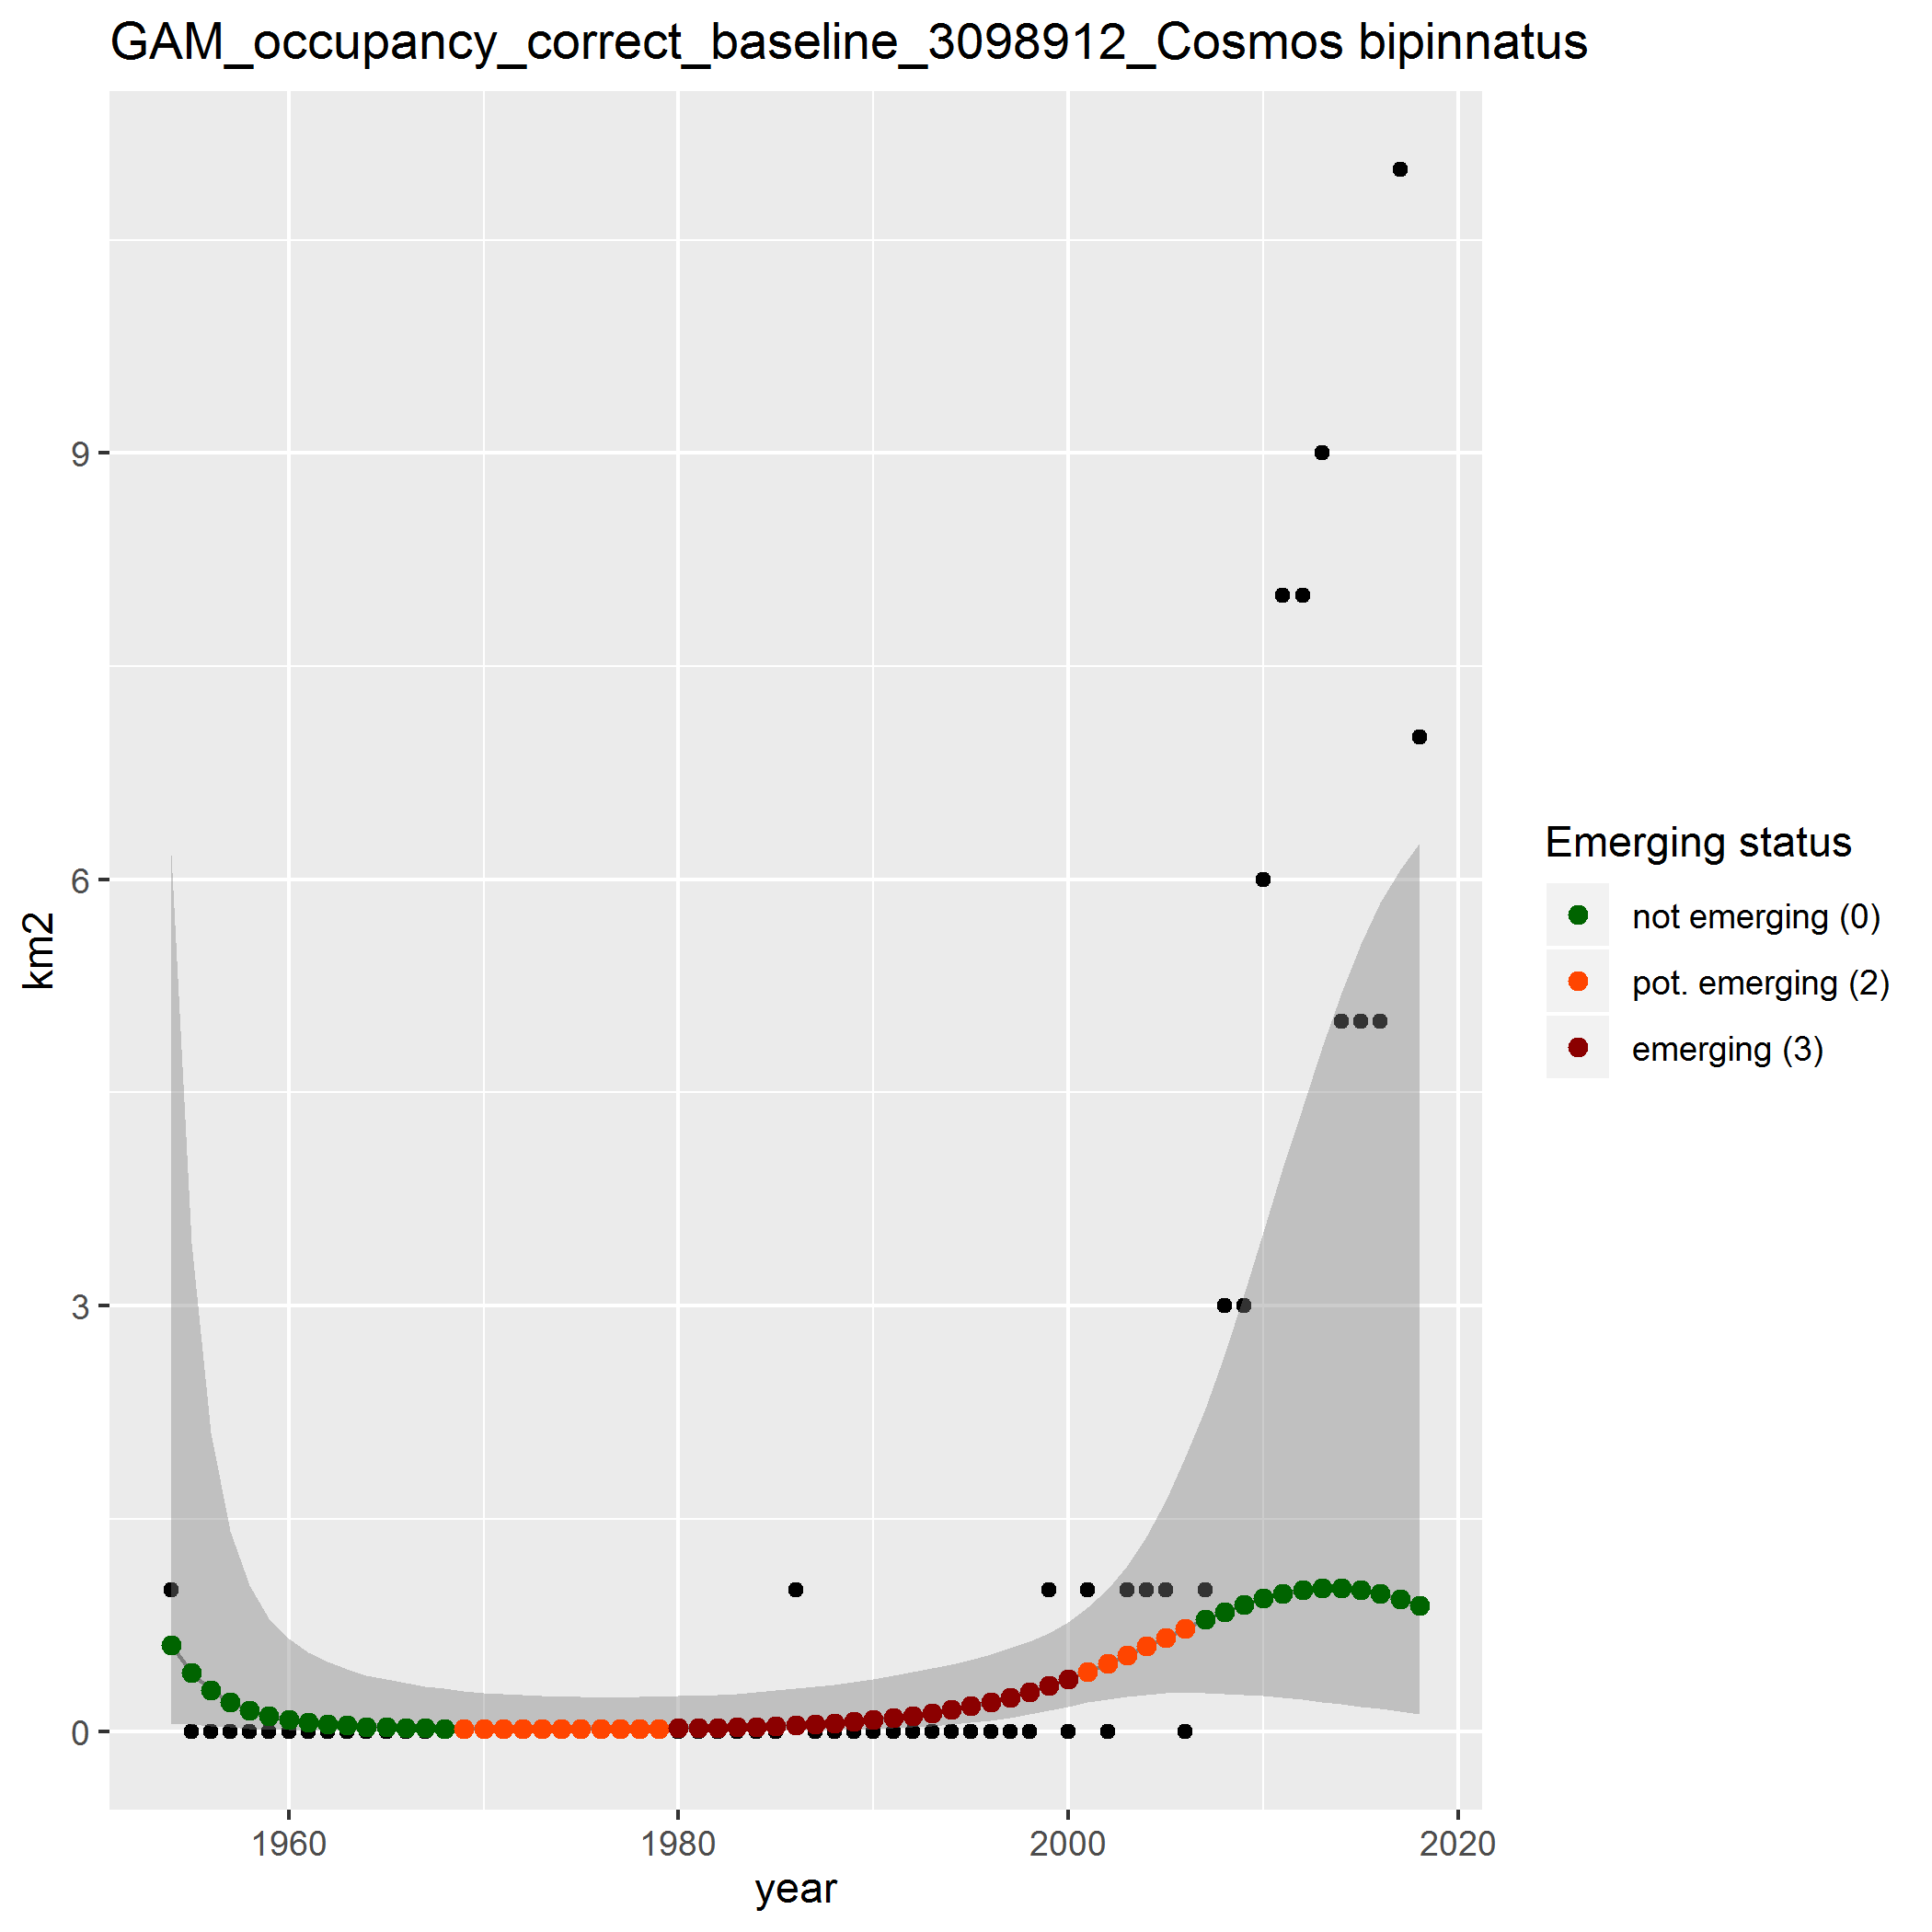 GAM_occupancy_correct_baseline_3098912_Cosmos bipinnatus
9
6
3
0
km2
1960 1980 2000 2020
year
Emerging status
not emerging (0)
pot. emerging (2)
emerging (3)